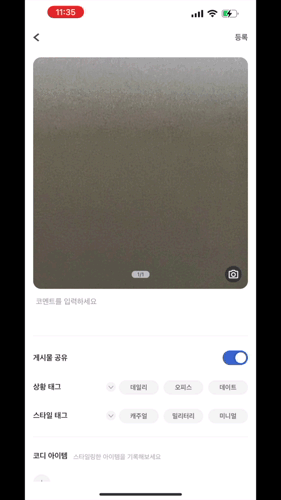 11:35
등록
1/1
코멘트를 입력하세요
게시물 공유
상황 태그 데일리 오피스 데이트
스타일 태그 캐주얼 밀리터리 미니멀
코디 아이템 스타일링한 아이템을 기록해보세요